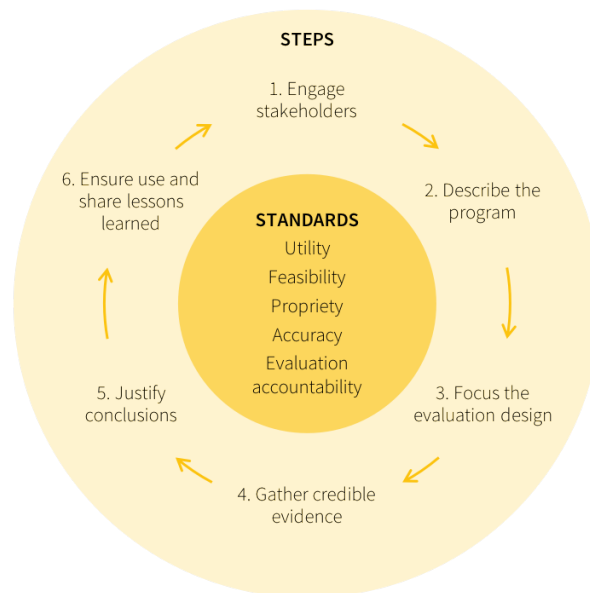 STEPS
1. Engage
stakeholders
2. Describe the
program
3. Focus the
evaluation design
4. Gather credible
evidence
5. Justify
conclusions
6. Ensure use and
share lessons
learned
STANDARDS
Utility
Feasibility
Propriety
Accuracy
Evaluation
accountability